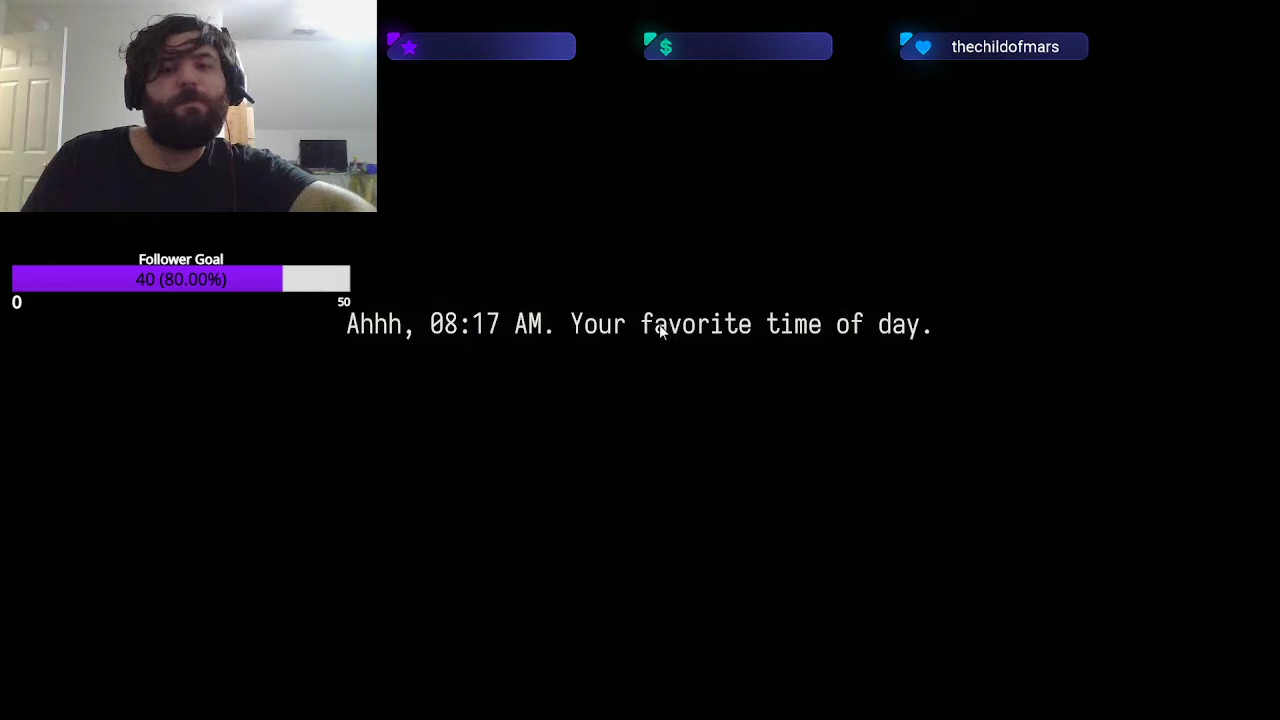 thechildofmars
Follower Goal
40 (80.00%)
0
50
Ahhh, 08:17 AM. Your favorite time of day.